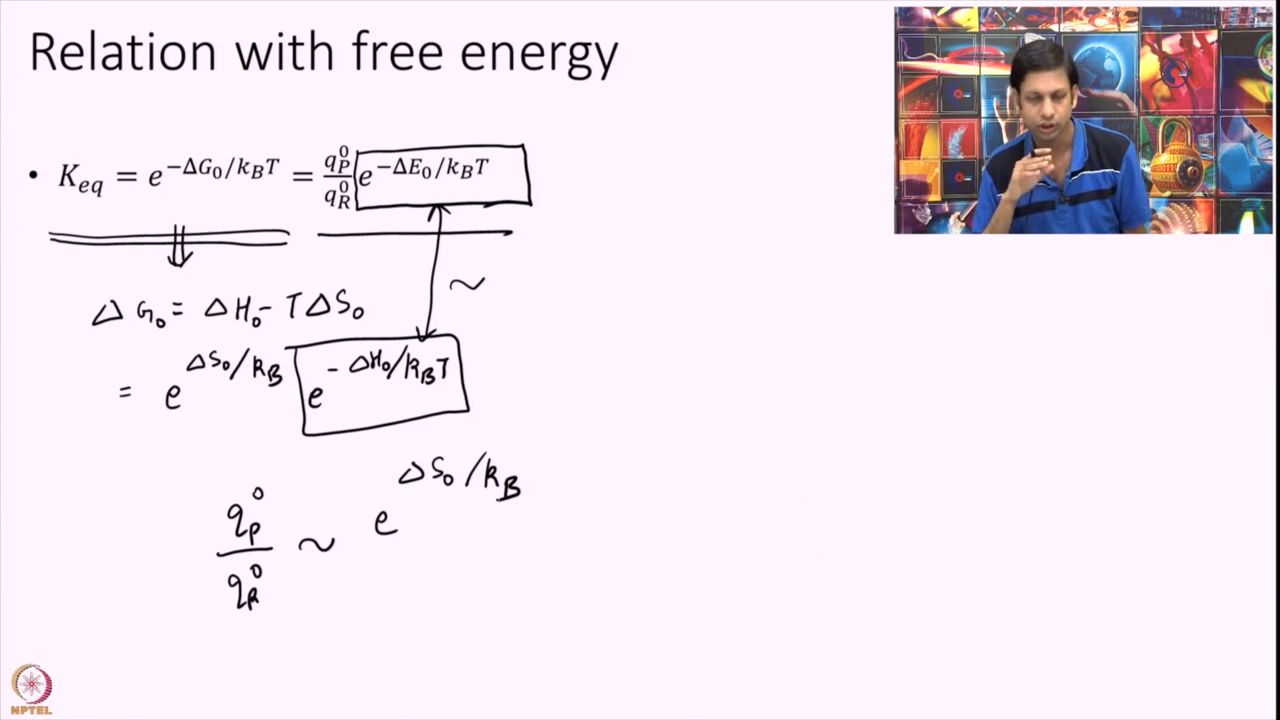 Relation with free energy
• K_eq = e^{-ΔG_0/k_BT} = q_P^0/q_R^0 e^{-ΔE_0/k_BT}
ΔG_0 = ΔH_0 - TΔS_0
~
= e^{ΔS_0/k_B} e^{-ΔH_0/k_BT}
q_P^0/q_R^0 ~ e^{ΔS_0/k_B}
NPTEL